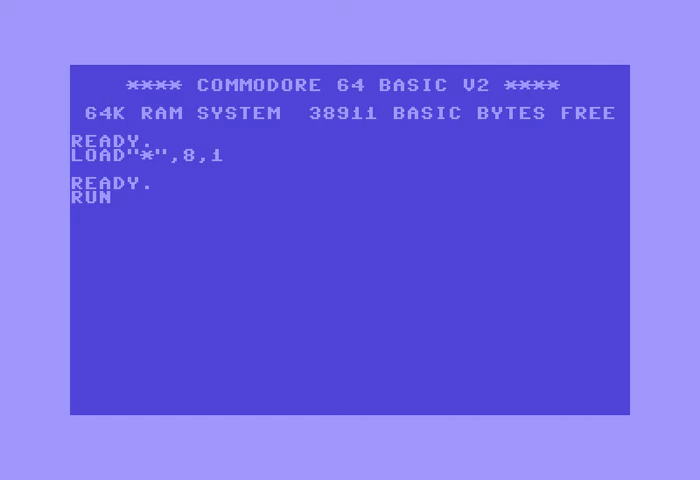 **** COMMODORE 64 BASIC V2 ****
64K RAM SYSTEM  38911 BASIC BYTES FREE
READY.
LOAD"*",8,1
READY.
RUN